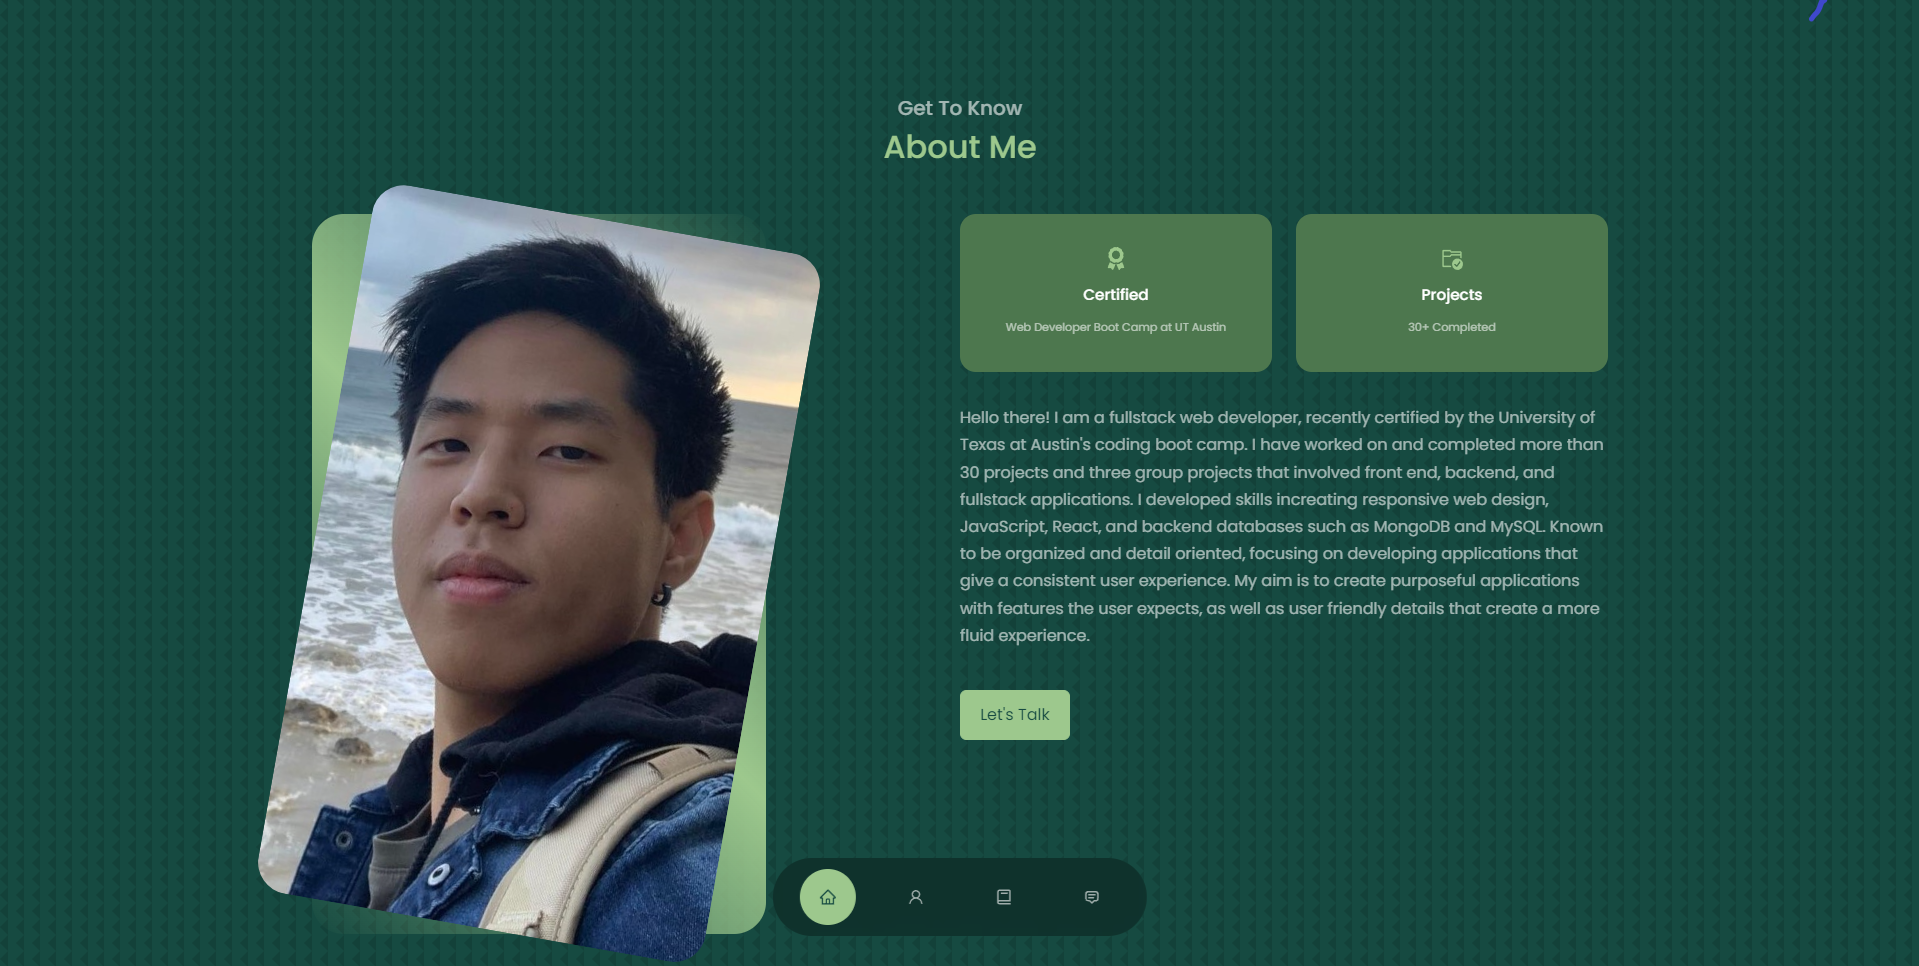 Get To Know
About Me
Certified
Web Developer Boot Camp at UT Austin
Projects
30+ Completed
Hello there! I am a fullstack web developer, recently certified by the University of
Texas at Austin's coding boot camp. I have worked on and completed more than
30 projects and three group projects that involved front end, backend, and
fullstack applications. I developed skills increating responsive web design,
JavaScript, React, and backend databases such as MongoDB and MySQL. Known
to be organized and detail oriented, focusing on developing applications that
give a consistent user experience. My aim is to create purposeful applications
with features the user expects, as well as user friendly details that create a more
fluid experience.
Let's Talk